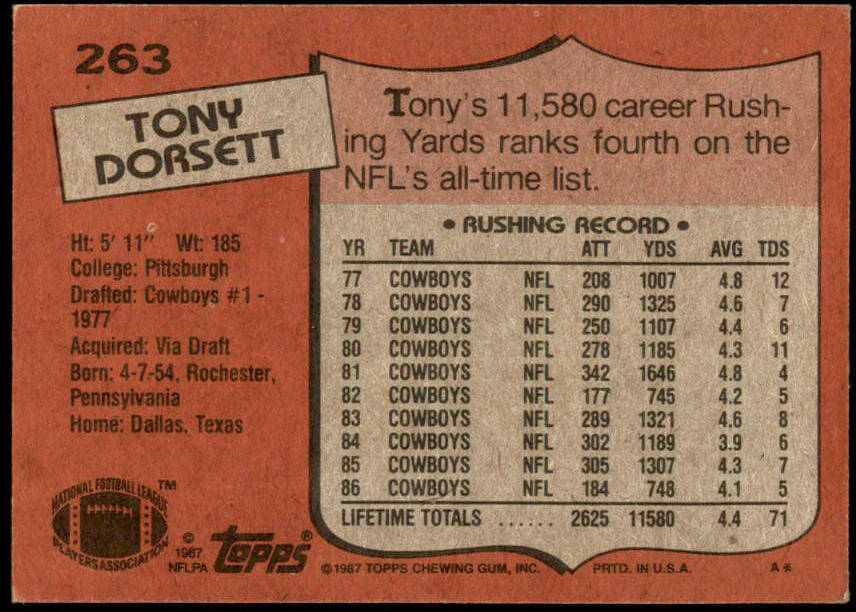 263
TONY
DORSETT
Ht: 5' 11" Wt: 185
College: Pittsburgh
Drafted: Cowboys #1 -
1977
Acquired: Via Draft
Born: 4-7-54, Rochester,
Pennsylvania
Home: Dallas, Texas
NATIONAL FOOTBALL LEAGUE
PLAYERS ASSOCIATION
TM
©
1987
NFLPA
topps®
Tony's 11,580 career Rush-
ing Yards ranks fourth on the
NFL's all-time list.
• RUSHING RECORD •
YR TEAM ATT YDS AVG TDS
77 COWBOYS NFL 208 1007 4.8 12
78 COWBOYS NFL 290 1325 4.6 7
79 COWBOYS NFL 250 1107 4.4 6
80 COWBOYS NFL 278 1185 4.3 11
81 COWBOYS NFL 342 1646 4.8 4
82 COWBOYS NFL 177 745 4.2 5
83 COWBOYS NFL 289 1321 4.6 8
84 COWBOYS NFL 302 1189 3.9 6
85 COWBOYS NFL 305 1307 4.3 7
86 COWBOYS NFL 184 748 4.1 5
LIFETIME TOTALS ...... 2625 11580 4.4 71
©1987 TOPPS CHEWING GUM, INC. PRTD. IN U.S.A. A*